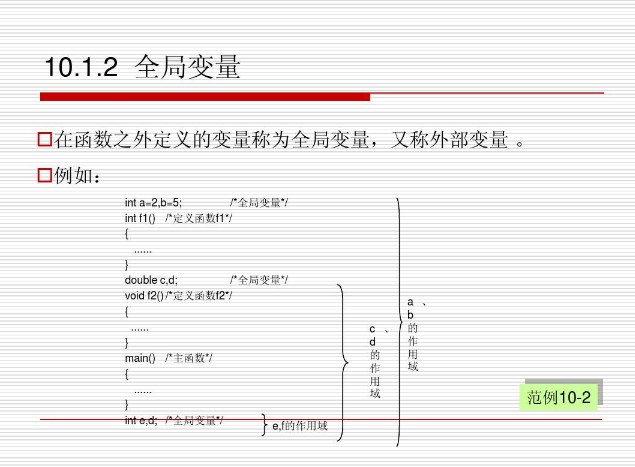 10.1.2 全局变量
在函数之外定义的变量称为全局变量，又称外部变量 。
例如：
int a=2,b=5; /*全局变量*/
int f1() /*定义函数f1*/
{
......
}
double c,d; /*全局变量*/
void f2() /*定义函数f2*/
{
......
}
main() /*主函数*/
{
......
}
int e,d; /*全局变量*/
e,f的作用域
c 、d的作用域
a 、b的作用域
范例10-2